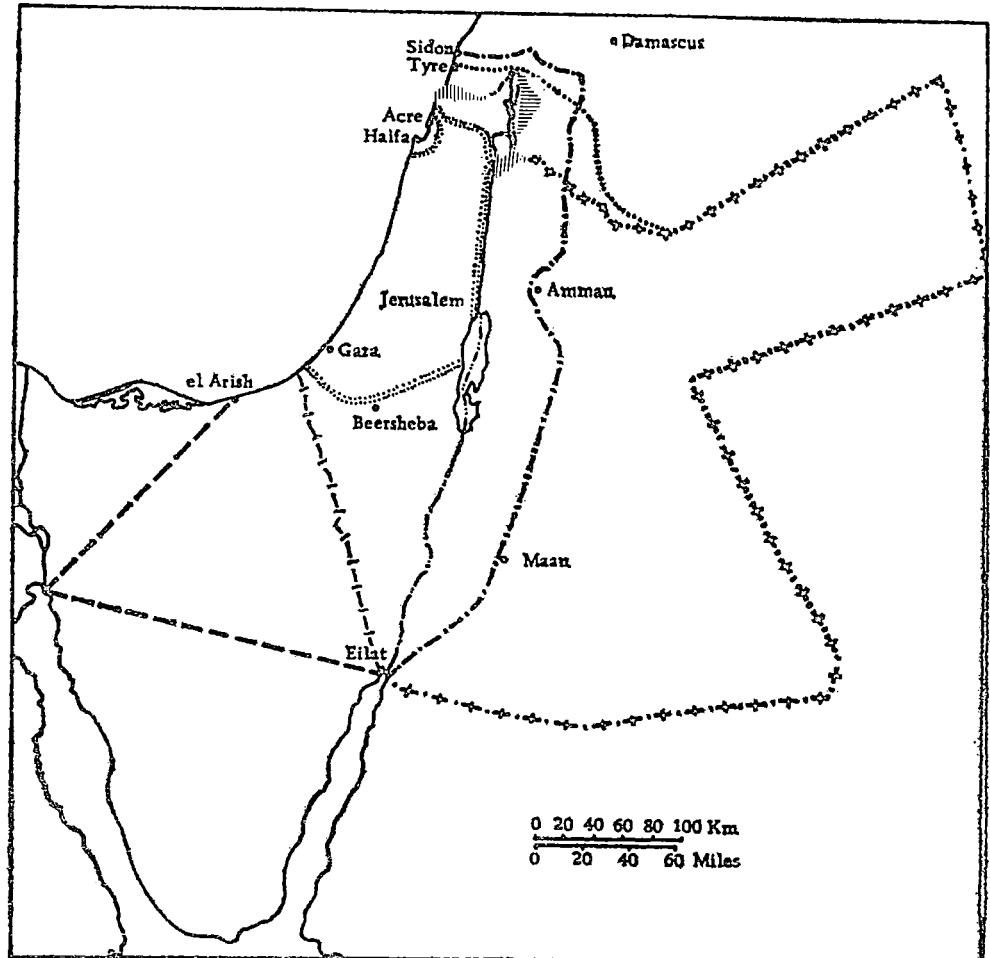 Damascus
Sidon
Tyre
Acre
Haifa
Amman
Jerusalem
Gaza
el Arish
Beersheba
Maan
Eilat
0 20 40 60 80 100 Km
0 20 40 60 Miles